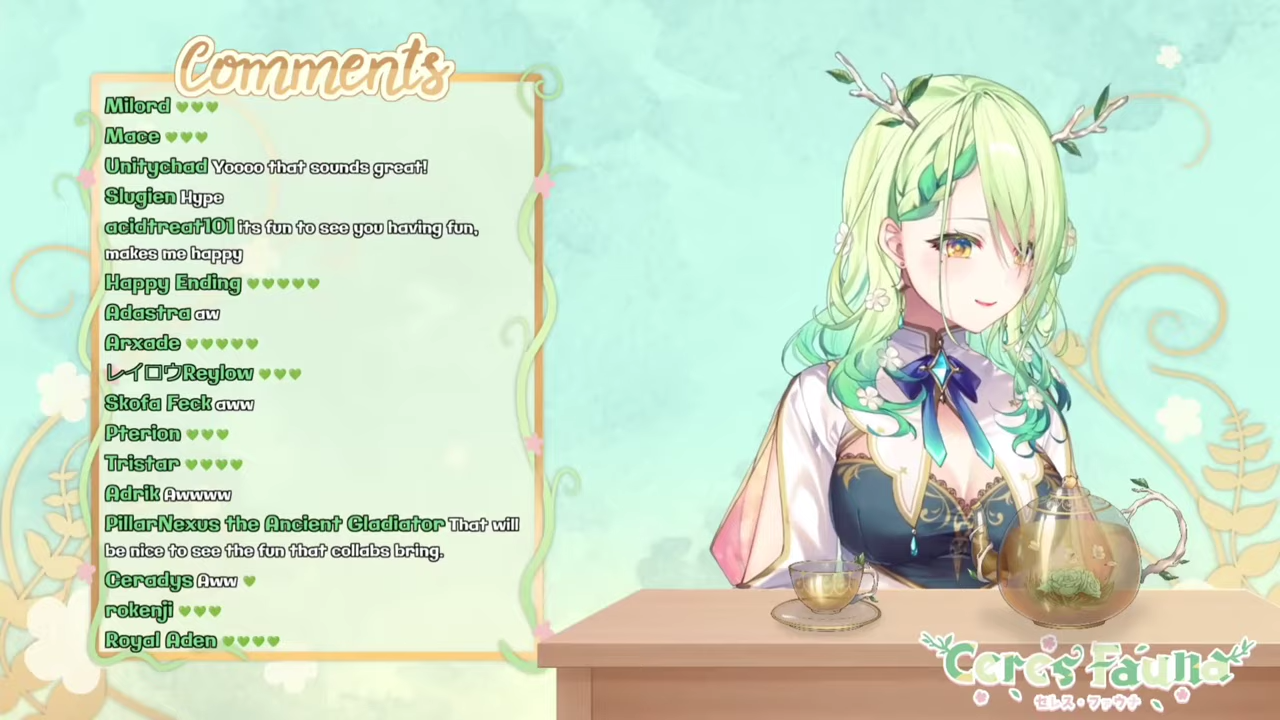 Comments
Milord 💚💚💚
Mace 💚💚💚
Unitychad Yoooo that sounds great!
Slugien Hype
acidtreat101 its fun to see you having fun,
makes me happy
Happy Ending 💚💚💚💚💚
Adastra aw
Arxade 💚💚💚💚💚
レイロウReylow 💚💚💚
Skofa Feck aww
Pterion 💚💚💚
Tristar 💚💚💚💚
Adrik Awwww
PillarNexus the Ancient Gladiator That will
be nice to see the fun that collabs bring.
Ceradys Aww 💚
rokenji 💚💚💚
Royal Aden 💚💚💚💚
Ceres Fauna
セレス・ファウナ